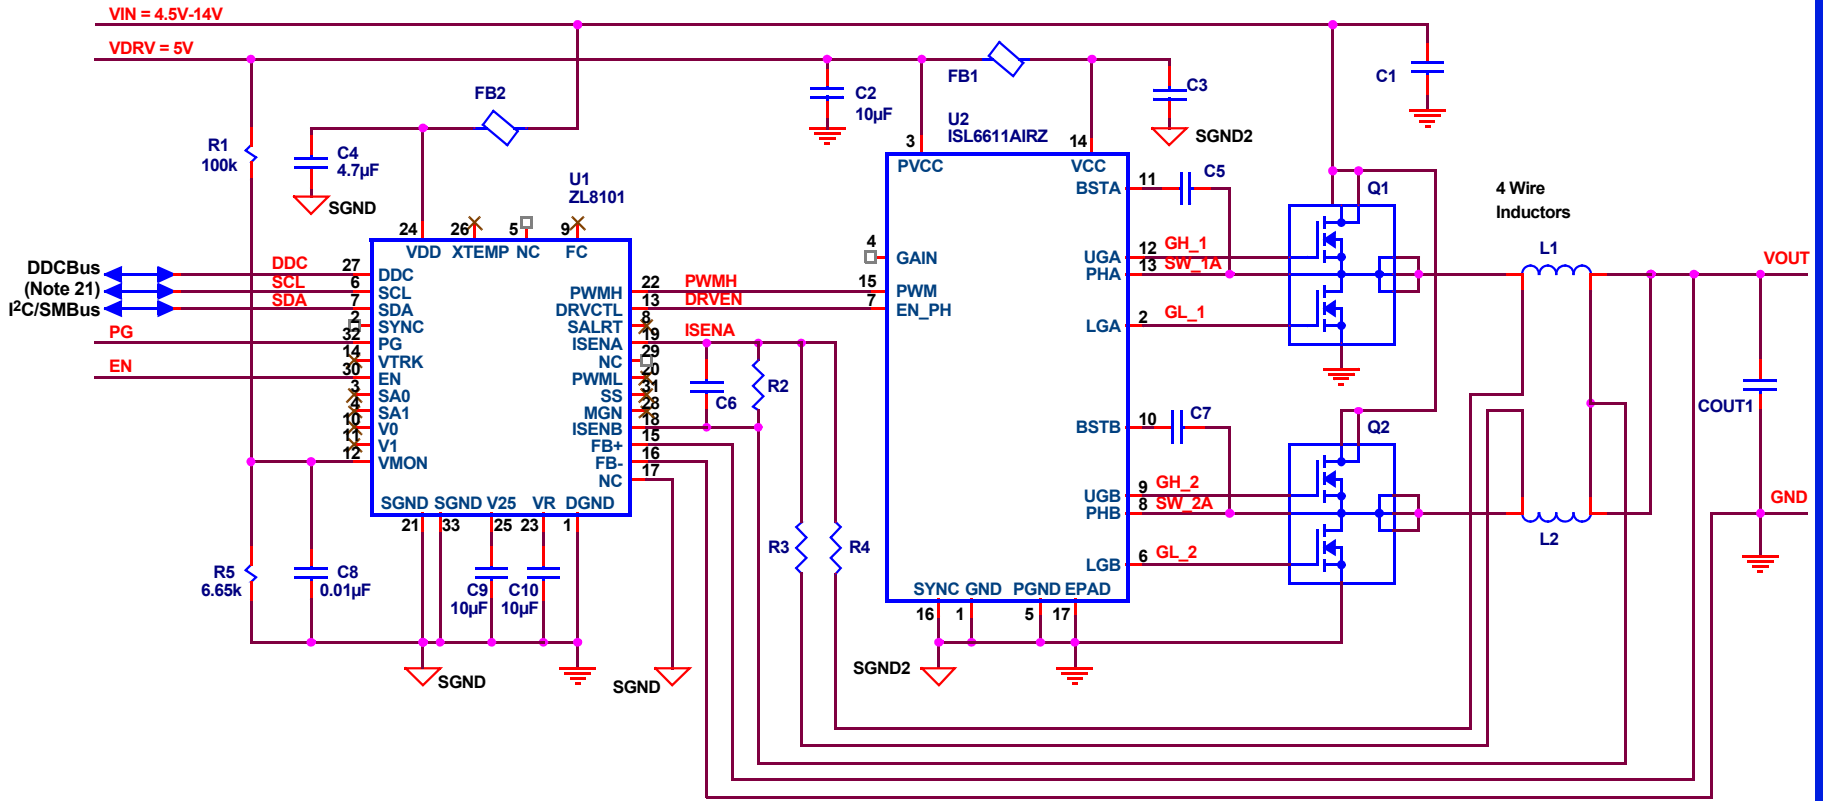 VIN = 4.5V-14V
VDRV = 5V
FB1
C1
C3
SGND2
C2
10µF
FB2
R1
100k
C4
4.7µF
SGND
U1
ZL8101
24
26
5
9
VDD
XTEMP
NC
FC
DDCBus
(Note 21)
I2C/SMBus
DDC
SCL
SDA
PG
EN
27
6
7
2
32
14
30
3
4
10
11
12
DDC
SCL
SDA
SYNC
PG
VTRK
EN
SA0
SA1
V0
V1
VMON
PWMH
DRVCTL
SALRT
ISENA
NC
PWML
SS
MGN
ISENB
FB+
FB-
NC
22
13
8
19
29
20
31
28
18
15
16
17
PWMH
DRVEN
ISENA
SGND
SGND
V25
VR
DGND
21
33
25
23
1
R5
6.65k
C8
0.01µF
C9
10µF
C10
10µF
SGND
SGND
C6
R2
R3
R4
U2
ISL6611AIRZ
3
14
PVCC
VCC
4
GAIN
15
PWM
7
EN_PH
BSTA
11
C5
UGA
12
GH_1
PHA
13
SW_1A
LGA
2
GL_1
BSTB
10
C7
UGB
9
GH_2
PHB
8
SW_2A
LGB
6
GL_2
SYNC
GND
PGND
EPAD
16
1
5
17
SGND2
Q1
Q2
4 Wire
Inductors
L1
L2
VOUT
COUT1
GND